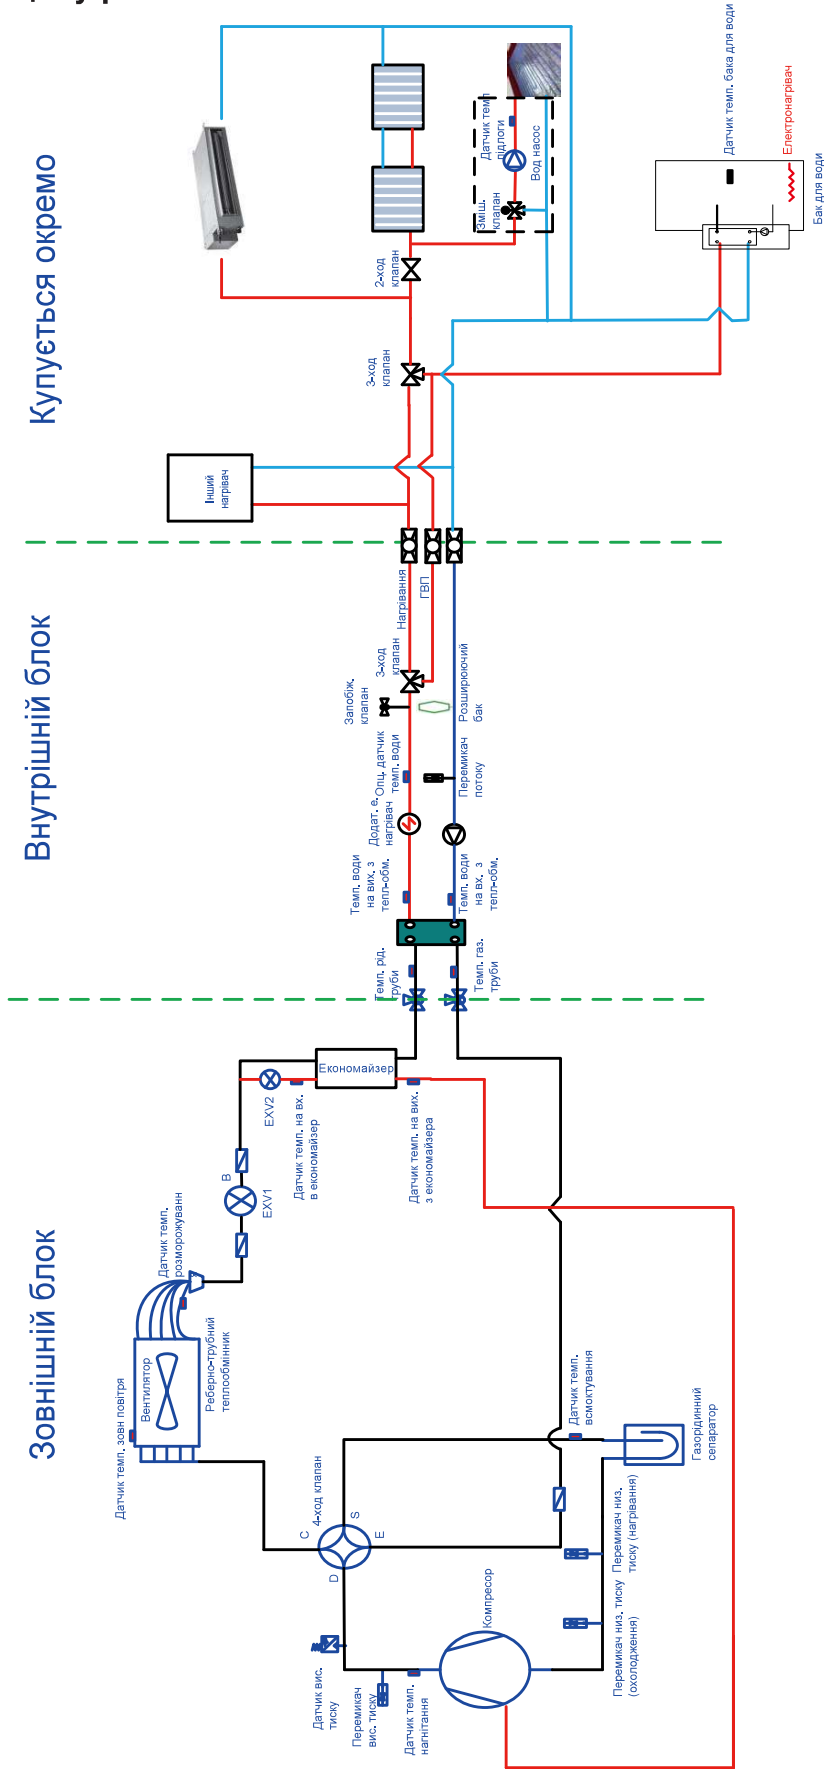 Купується окремо
Внутрішній блок
Зовнішній блок
Датчик темп. бака для води
Електронагрівач
Бак для води
Датчик темп
підлоги
Вод насос
Зміш.
клапан
2-ход
клапан
3-ход
клапан
Інший
нагрівач
Нагрівання
ГВП
3-ход
клапан
Запобіж.
клапан
Розширюючий
бак
Опц. датчик
темп. води
Перемикач
потоку
Додат. е.
нагрівач
Темп. води
на вих. з
тепл-обм.
Темп. води
на вх. з
тепл-обм.
Темп. рід.
труби
Темп. газ.
труби
Економайзер
EXV2
Датчик темп. на вх.
в економайзер
Датчик темп. на вих.
з економайзера
B
EXV1
Датчик темп.
розморожуванн
Реберно-трубний
теплообмінник
Вентилятор
Датчик темп. зовн повітря
4-ход клапан
C
S
E
D
Датчик темп.
всмоктування
Газорідинний
сепаратор
Перемикач низ.
тиску (нагрівання)
Перемикач низ. тиску
(охолодження)
Компресор
Датчик вис.
тиску
Перемикач
вис. тиску
Датчик темп.
нагнітання